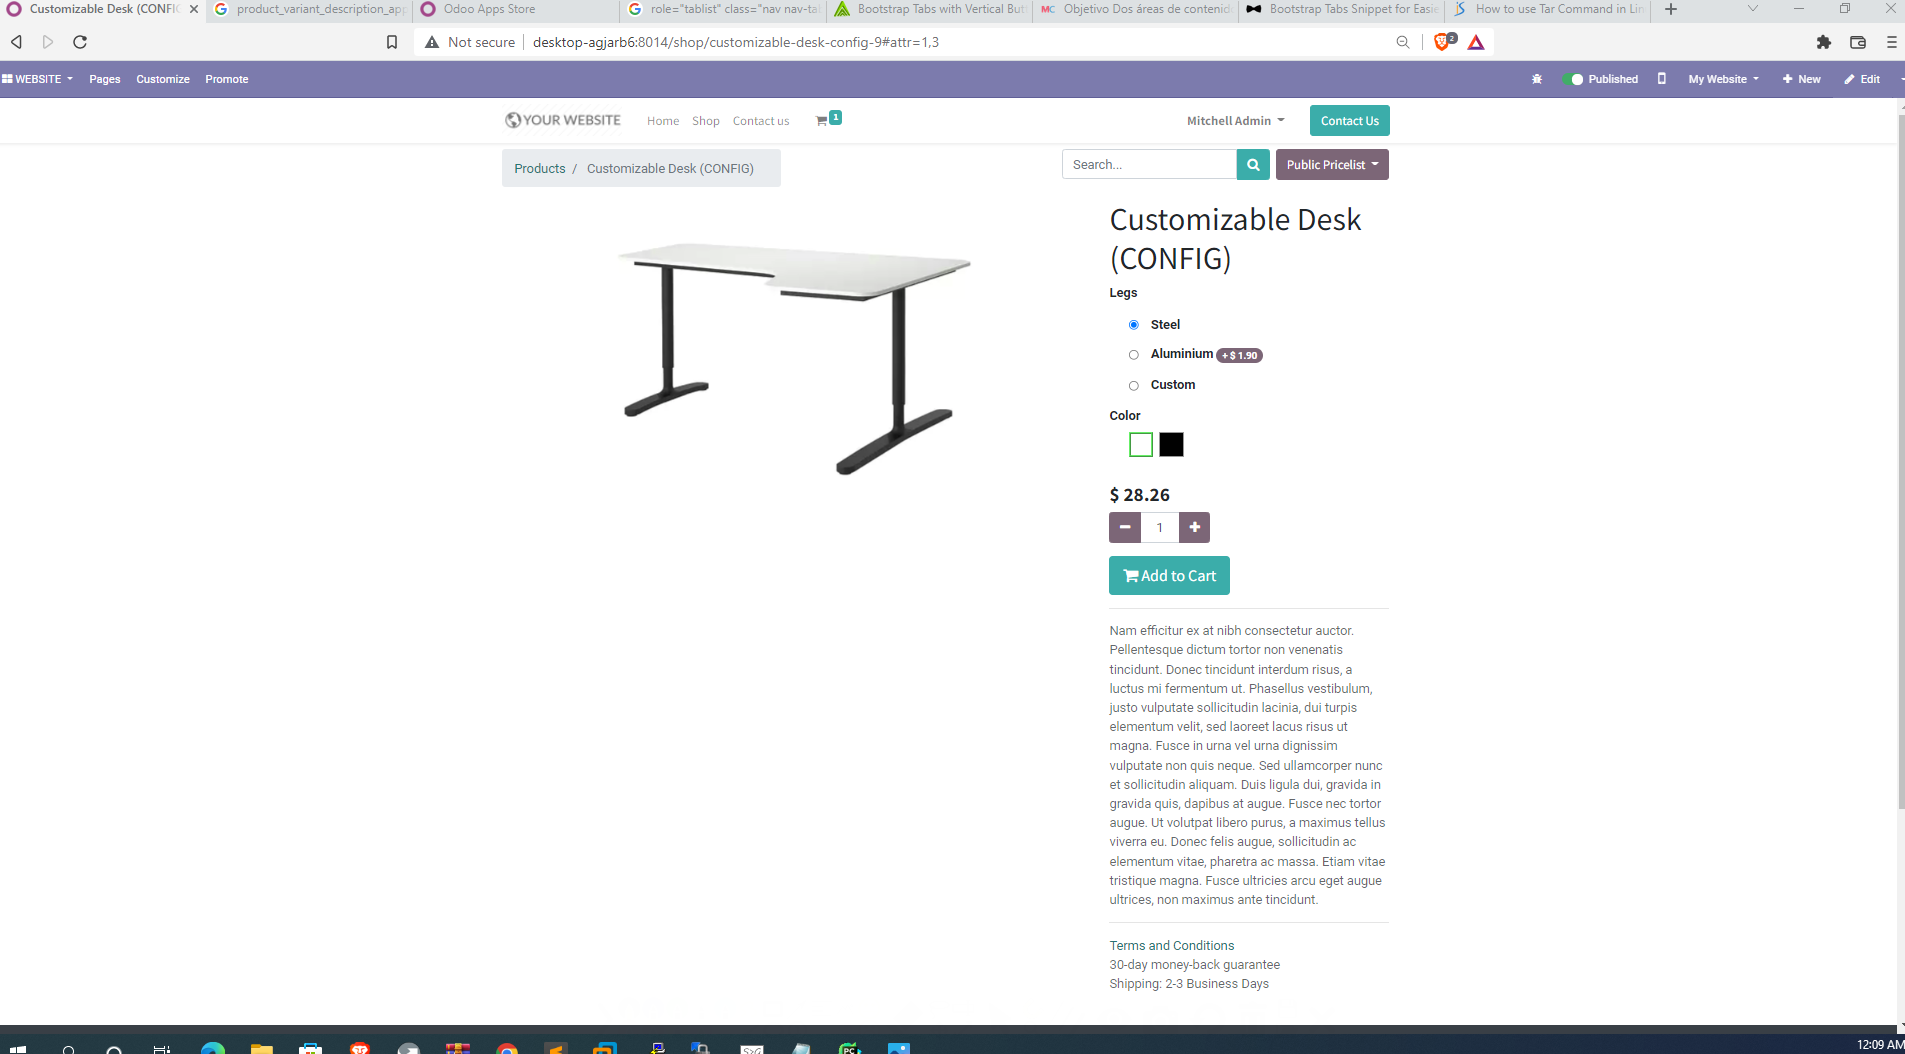 Customizable Desk (CONFIG
product_variant_description_app
Odoo Apps Store
role="tablist" class="nav nav-tab
Bootstrap Tabs with Vertical But
MC Objetivo Dos áreas de contenid
Bootstrap Tabs Snippet for Easie
How to use Tar Command in Lin
Not secure desktop-agjarb6:8014/shop/customizable-desk-config-9#attr=1,3
2
WEBSITE Pages Customize Promote Published My Website New Edit
YOUR WEBSITE Home Shop Contact us 1 Mitchell Admin Contact Us
Products / Customizable Desk (CONFIG) Search... Public Pricelist
Customizable Desk
(CONFIG)
Legs
Steel
Aluminium + $ 1.90
Custom
Color
$ 28.26
1
Add to Cart
Nam efficitur ex at nibh consectetur auctor.
Pellentesque dictum tortor non venenatis
tincidunt. Donec tincidunt interdum risus, a
luctus mi fermentum ut. Phasellus vestibulum,
justo vulputate sollicitudin lacinia, dui turpis
elementum velit, sed laoreet lacus risus ut
magna. Fusce in urna vel urna dignissim
vulputate non quis neque. Sed ullamcorper nunc
et sollicitudin aliquam. Duis ligula dui, gravida in
gravida quis, dapibus at augue. Fusce nec tortor
augue. Ut volutpat libero purus, a maximus tellus
viverra eu. Donec felis augue, sollicitudin ac
elementum vitae, pharetra ac massa. Etiam vitae
tristique magna. Fusce ultricies arcu eget augue
ultrices, non maximus ante tincidunt.
Terms and Conditions
30-day money-back guarantee
Shipping: 2-3 Business Days
12:09 AM